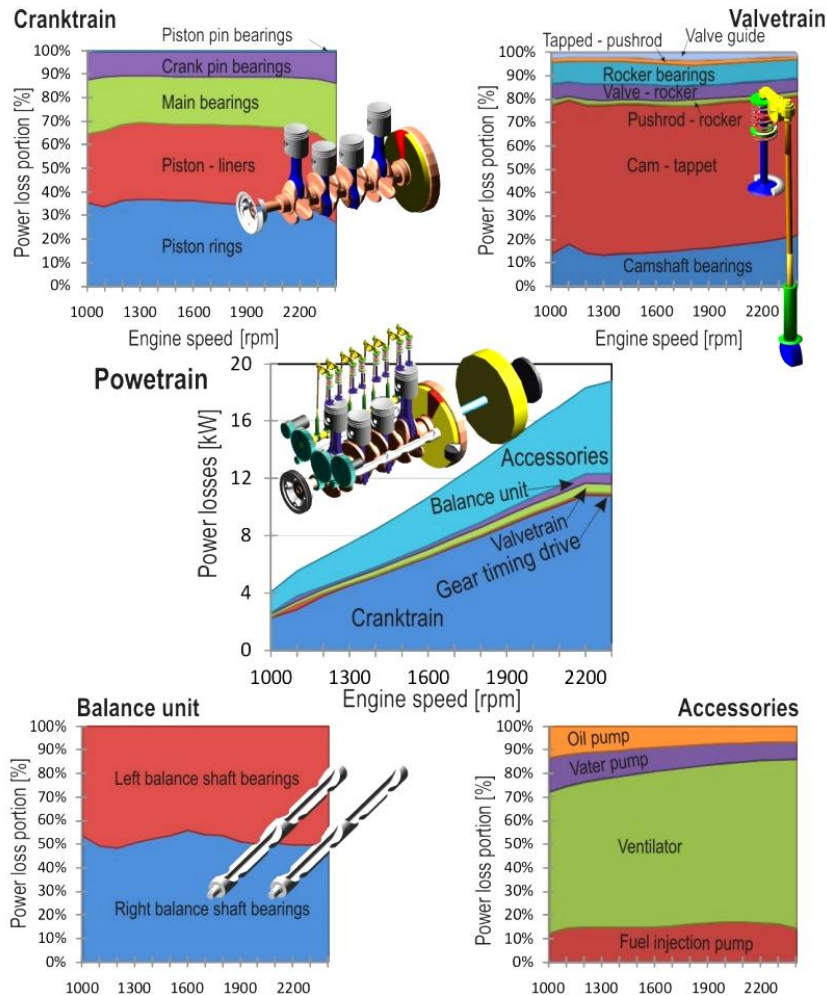 Cranktrain
Piston pin bearings
Crank pin bearings
Main bearings
Piston - liners
Piston rings
Power loss portion [%]
100%
90%
80%
70%
60%
50%
40%
30%
20%
10%
0%
1000 1300 1600 1900 2200
Engine speed [rpm]
Valvetrain
Tapped - pushrod
Valve guide
Rocker bearings
Valve - rocker
Pushrod - rocker
Cam - tappet
Camshaft bearings
Power loss portion [%]
100%
90%
80%
70%
60%
50%
40%
30%
20%
10%
0%
1000 1300 1600 1900 2200
Engine speed [rpm]
Powetrain
Power losses [kW]
20
16
12
8
4
0
Accessories
Balance unit
Valvetrain
Gear timing drive
Cranktrain
1000 1300 1600 1900 2200
Engine speed [rpm]
Balance unit
Power loss portion [%]
100%
90%
80%
70%
60%
50%
40%
30%
20%
10%
0%
Left balance shaft bearings
Right balance shaft bearings
1000 1300 1600 1900 2200
Accessories
Power loss portion [%]
100%
90%
80%
70%
60%
50%
40%
30%
20%
10%
0%
Oil pump
Vater pump
Ventilator
Fuel injection pump
1000 1300 1600 1900 2200